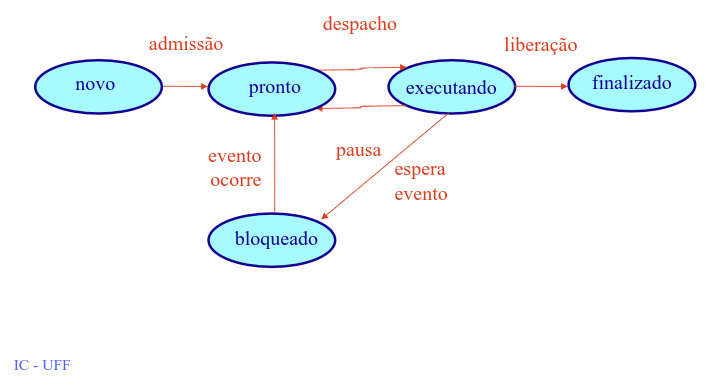 despacho
admissão
liberação
novo
pronto
executando
finalizado
pausa
evento
ocorre
espera
evento
bloqueado
IC - UFF